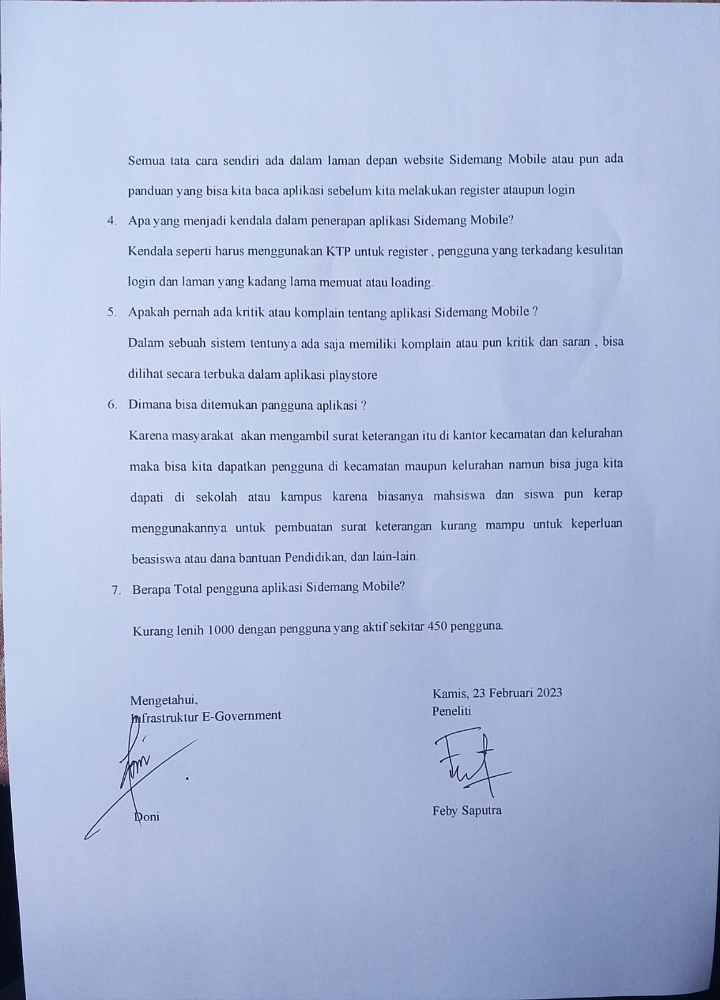 Semua tata cara sendiri ada dalam laman depan website Sidemang Mobile atau pun ada
panduan yang bisa kita baca aplikasi sebelum kita melakukan register ataupun login
4. Apa yang menjadi kendala dalam penerapan aplikasi Sidemang Mobile?
Kendala seperti harus menggunakan KTP untuk register , pengguna yang terkadang kesulitan
login dan laman yang kadang lama memuat atau loading.
5. Apakah pernah ada kritik atau komplain tentang aplikasi Sidemang Mobile ?
Dalam sebuah sistem tentunya ada saja memiliki komplain atau pun kritik dan saran , bisa
dilihat secara terbuka dalam aplikasi playstore
6. Dimana bisa ditemukan pangguna aplikasi ?
Karena masyarakat akan mengambil surat keterangan itu di kantor kecamatan dan kelurahan
maka bisa kita dapatkan pengguna di kecamatan maupun kelurahan namun bisa juga kita
dapati di sekolah atau kampus karena biasanya mahsiswa dan siswa pun kerap
menggunakannya untuk pembuatan surat keterangan kurang mampu untuk keperluan
beasiswa atau dana bantuan Pendidikan, dan lain-lain.
7. Berapa Total pengguna aplikasi Sidemang Mobile?
Kurang lenih 1000 dengan pengguna yang aktif sekitar 450 pengguna.
Mengetahui,
Infrastruktur E-Government
Doni
Kamis, 23 Februari 2023
Peneliti
Feby Saputra